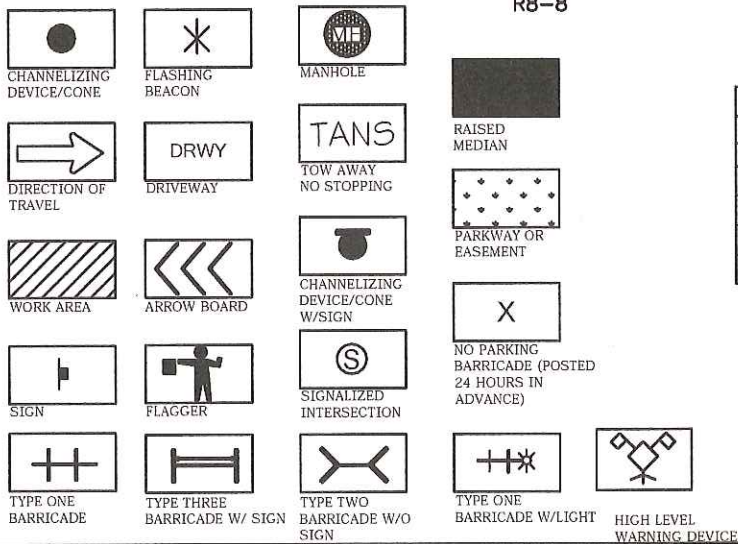 R8-8
CHANNELIZING
DEVICE/CONE
FLASHING
BEACON
MH
MANHOLE
RAISED
MEDIAN
DIRECTION OF
TRAVEL
DRWY
DRIVEWAY
TANS
TOW AWAY
NO STOPPING
PARKWAY OR
EASEMENT
WORK AREA
ARROW BOARD
CHANNELIZING
DEVICE/CONE
W/SIGN
X
NO PARKING
BARRICADE (POSTED
24 HOURS IN
ADVANCE)
SIGN
FLAGGER
S
SIGNALIZED
INTERSECTION
TYPE ONE
BARRICADE
TYPE THREE
BARRICADE W/ SIGN
TYPE TWO
BARRICADE W/O
SIGN
TYPE ONE
BARRICADE W/LIGHT
HIGH LEVEL
WARNING DEVICE